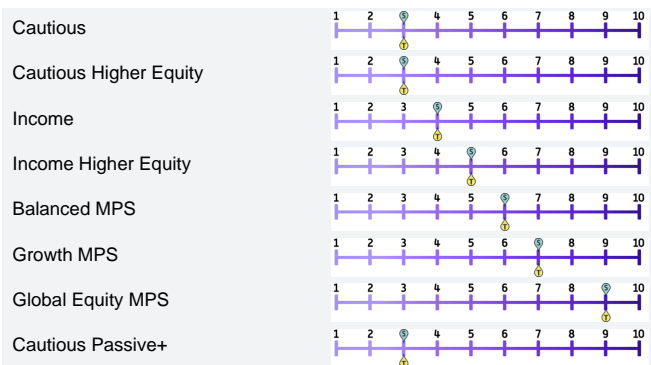 Cautious 1 2 S 4 5 6 7 8 9 10
T
Cautious Higher Equity 1 2 S 4 5 6 7 8 9 10
T
Income 1 2 3 S 5 6 7 8 9 10
T
Income Higher Equity 1 2 3 4 S 6 7 8 9 10
T
Balanced MPS 1 2 3 4 5 S 7 8 9 10
T
Growth MPS 1 2 3 4 5 6 S 8 9 10
T
Global Equity MPS 1 2 3 4 5 6 7 8 S 10
T
Cautious Passive+ 1 2 S 4 5 6 7 8 9 10
T